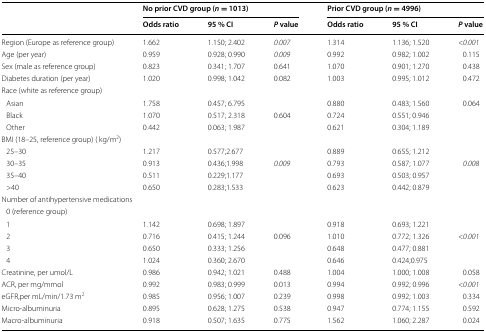 No prior CVD group (n = 1013) Prior CVD group (n = 4996)
Odds ratio 95 % CI P value Odds ratio 95 % CI P value
Region (Europe as reference group) 1.662 1.150; 2.402 0.007 1.314 1.136; 1.520 <0.001
Age (per year) 0.959 0.928; 0.990 0.009 0.992 0.982; 1.002 0.115
Sex (male as reference group) 0.823 0.341; 1.707 0.641 1.070 0.901; 1.270 0.438
Diabetes duration (per year) 1.020 0.998; 1.042 0.082 1.003 0.995; 1.012 0.472
Race (white as reference group)
Asian 1.758 0.457; 6.795 0.880 0.483; 1.560 0.064
Black 1.070 0.517; 2.318 0.604 0.724 0.551; 0.946
Other 0.442 0.063; 1.987 0.621 0.304; 1.189
BMI (18–25, reference group) ( kg/m²)
25–30 1.217 0.577;2.677 0.889 0.655; 1.212
30–35 0.913 0.436;1.998 0.009 0.793 0.587; 1.077 0.008
35–40 0.511 0.229;1.177 0.693 0.503; 0.957
>40 0.650 0.283;1.533 0.623 0.442; 0.879
Number of antihypertensive medications
0 (reference group)
1 1.142 0.698; 1.897 0.918 0.693; 1.221
2 0.716 0.415; 1.244 0.096 1.010 0.772; 1.326 <0.001
3 0.650 0.333; 1.256 0.648 0.477; 0.881
4 1.024 0.360; 2.670 0.646 0.424;0.975
Creatinine, per umol/L 0.986 0.942; 1.021 0.488 1.004 1.000; 1.008 0.058
ACR, per mg/mmol 0.992 0.983; 0.999 0.013 0.994 0.992; 0.996 <0.001
eGFR,per mL/min/1.73 m² 0.985 0.956; 1.007 0.239 0.998 0.992; 1.003 0.334
Micro-albuminuria 0.895 0.628; 1.275 0.538 0.947 0.774; 1.155 0.592
Macro-albuminuria 0.918 0.507; 1.635 0.775 1.562 1.060; 2.287 0.024